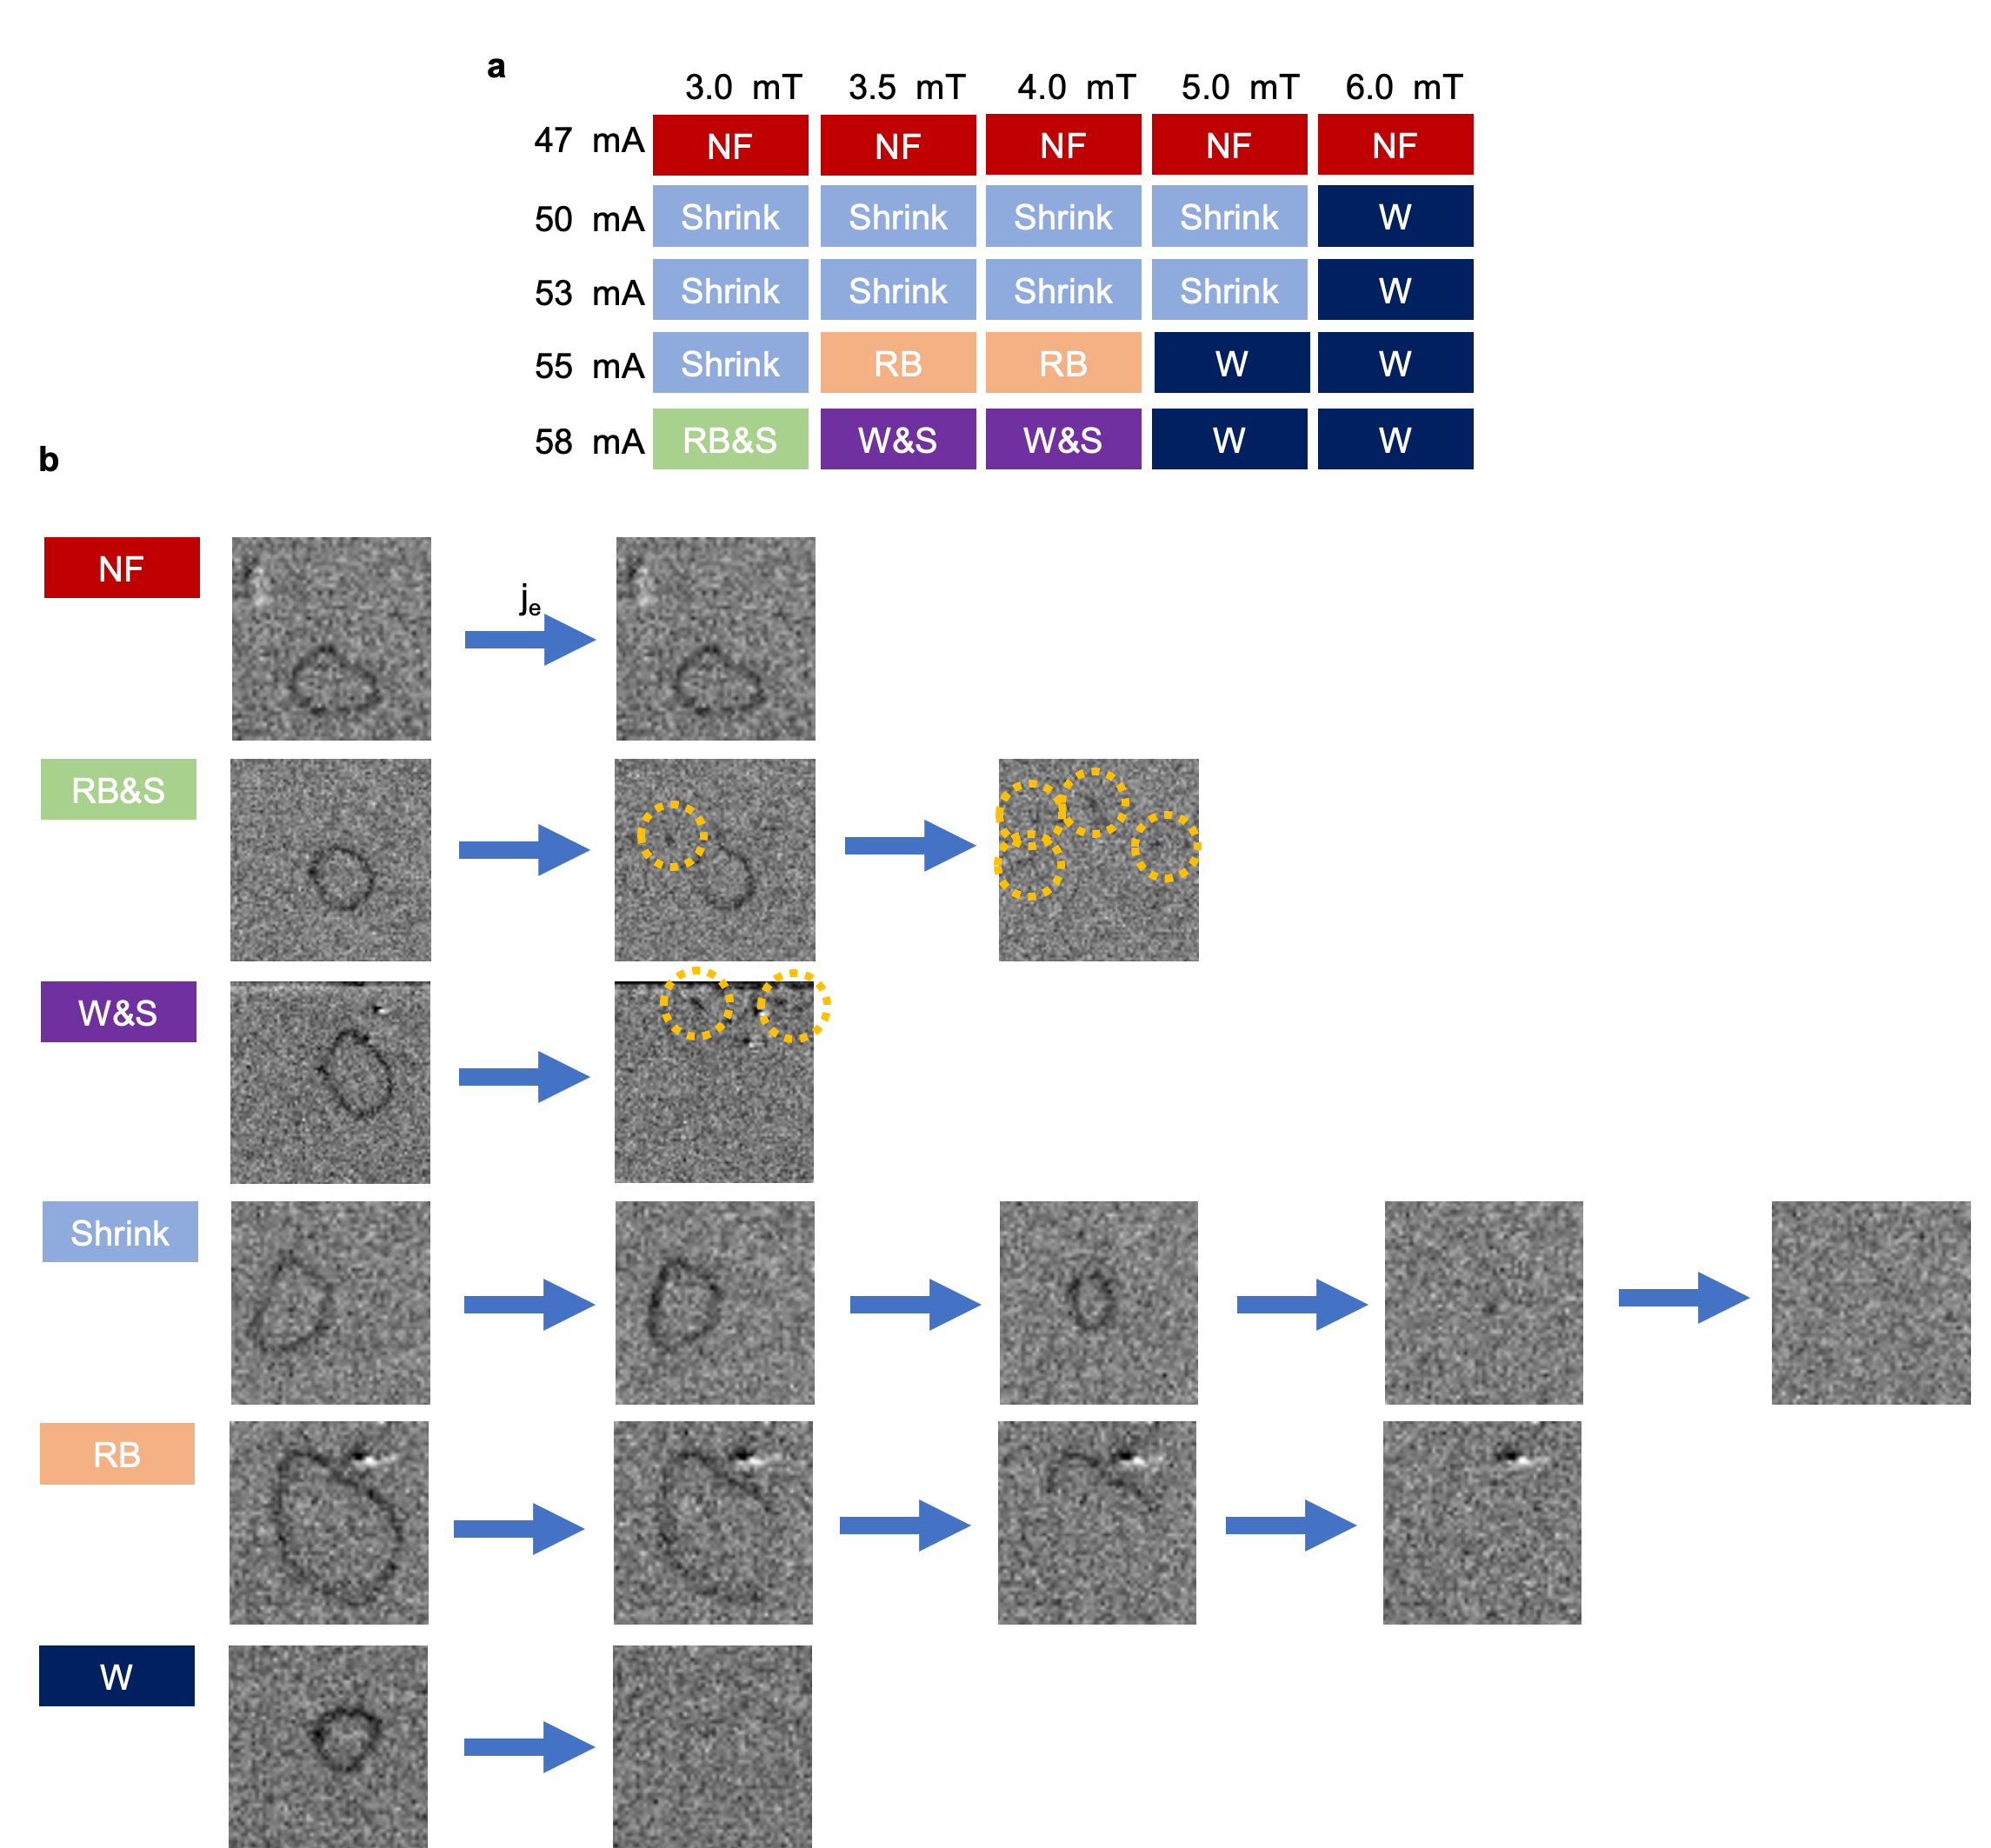 a
3.0 mT 3.5 mT 4.0 mT 5.0 mT 6.0 mT
47 mA NF NF NF NF NF
50 mA Shrink Shrink Shrink Shrink W
53 mA Shrink Shrink Shrink Shrink W
55 mA Shrink RB RB W W
58 mA RB&S W&S W&S W W
b
NF
je
RB&S
W&S
Shrink
RB
W